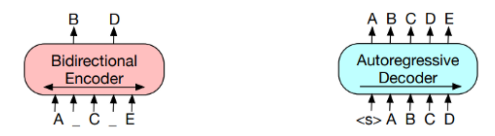 B D
Bidirectional
Encoder
A _ C _ E
A B C D E
Autoregressive
Decoder
<s> A B C D